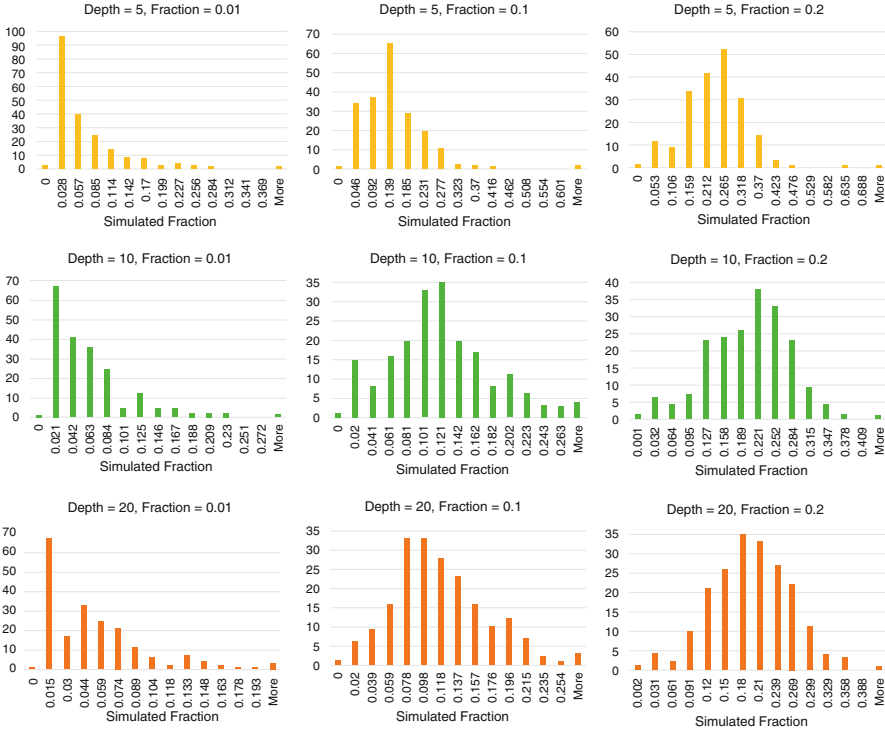 Depth = 5, Fraction = 0.01
100
90
80
70
60
50
40
30
20
10
0
0 0.028 0.057 0.085 0.114 0.142 0.17 0.199 0.227 0.256 0.284 0.312 0.341 0.369 More
Simulated Fraction
Depth = 5, Fraction = 0.1
70
60
50
40
30
20
10
0
0 0.046 0.092 0.139 0.185 0.231 0.277 0.323 0.37 0.416 0.462 0.508 0.554 0.601 More
Simulated Fraction
Depth = 5, Fraction = 0.2
60
50
40
30
20
10
0
0 0.053 0.106 0.159 0.212 0.265 0.318 0.37 0.423 0.476 0.529 0.582 0.635 0.688 More
Simulated Fraction
Depth = 10, Fraction = 0.01
70
60
50
40
30
20
10
0
0 0.021 0.042 0.063 0.084 0.101 0.125 0.146 0.167 0.188 0.209 0.23 0.251 0.272 More
Simulated Fraction
Depth = 10, Fraction = 0.1
35
30
25
20
15
10
5
0
0 0.02 0.041 0.061 0.081 0.101 0.121 0.142 0.162 0.182 0.202 0.223 0.243 0.263 More
Simulated Fraction
Depth = 10, Fraction = 0.2
40
35
30
25
20
15
10
5
0
0.001 0.032 0.064 0.095 0.127 0.158 0.189 0.221 0.252 0.284 0.315 0.347 0.378 0.409 More
Simulated Fraction
Depth = 20, Fraction = 0.01
70
60
50
40
30
20
10
0
0 0.015 0.03 0.044 0.059 0.074 0.089 0.104 0.118 0.133 0.148 0.163 0.178 0.193 More
Simulated Fraction
Depth = 20, Fraction = 0.1
35
30
25
20
15
10
5
0
0 0.02 0.039 0.059 0.078 0.098 0.118 0.137 0.157 0.176 0.196 0.215 0.235 0.254 More
Simulated Fraction
Depth = 20, Fraction = 0.2
35
30
25
20
15
10
5
0
0.002 0.031 0.061 0.091 0.12 0.15 0.18 0.21 0.239 0.269 0.299 0.329 0.358 0.388 More
Simulated Fraction